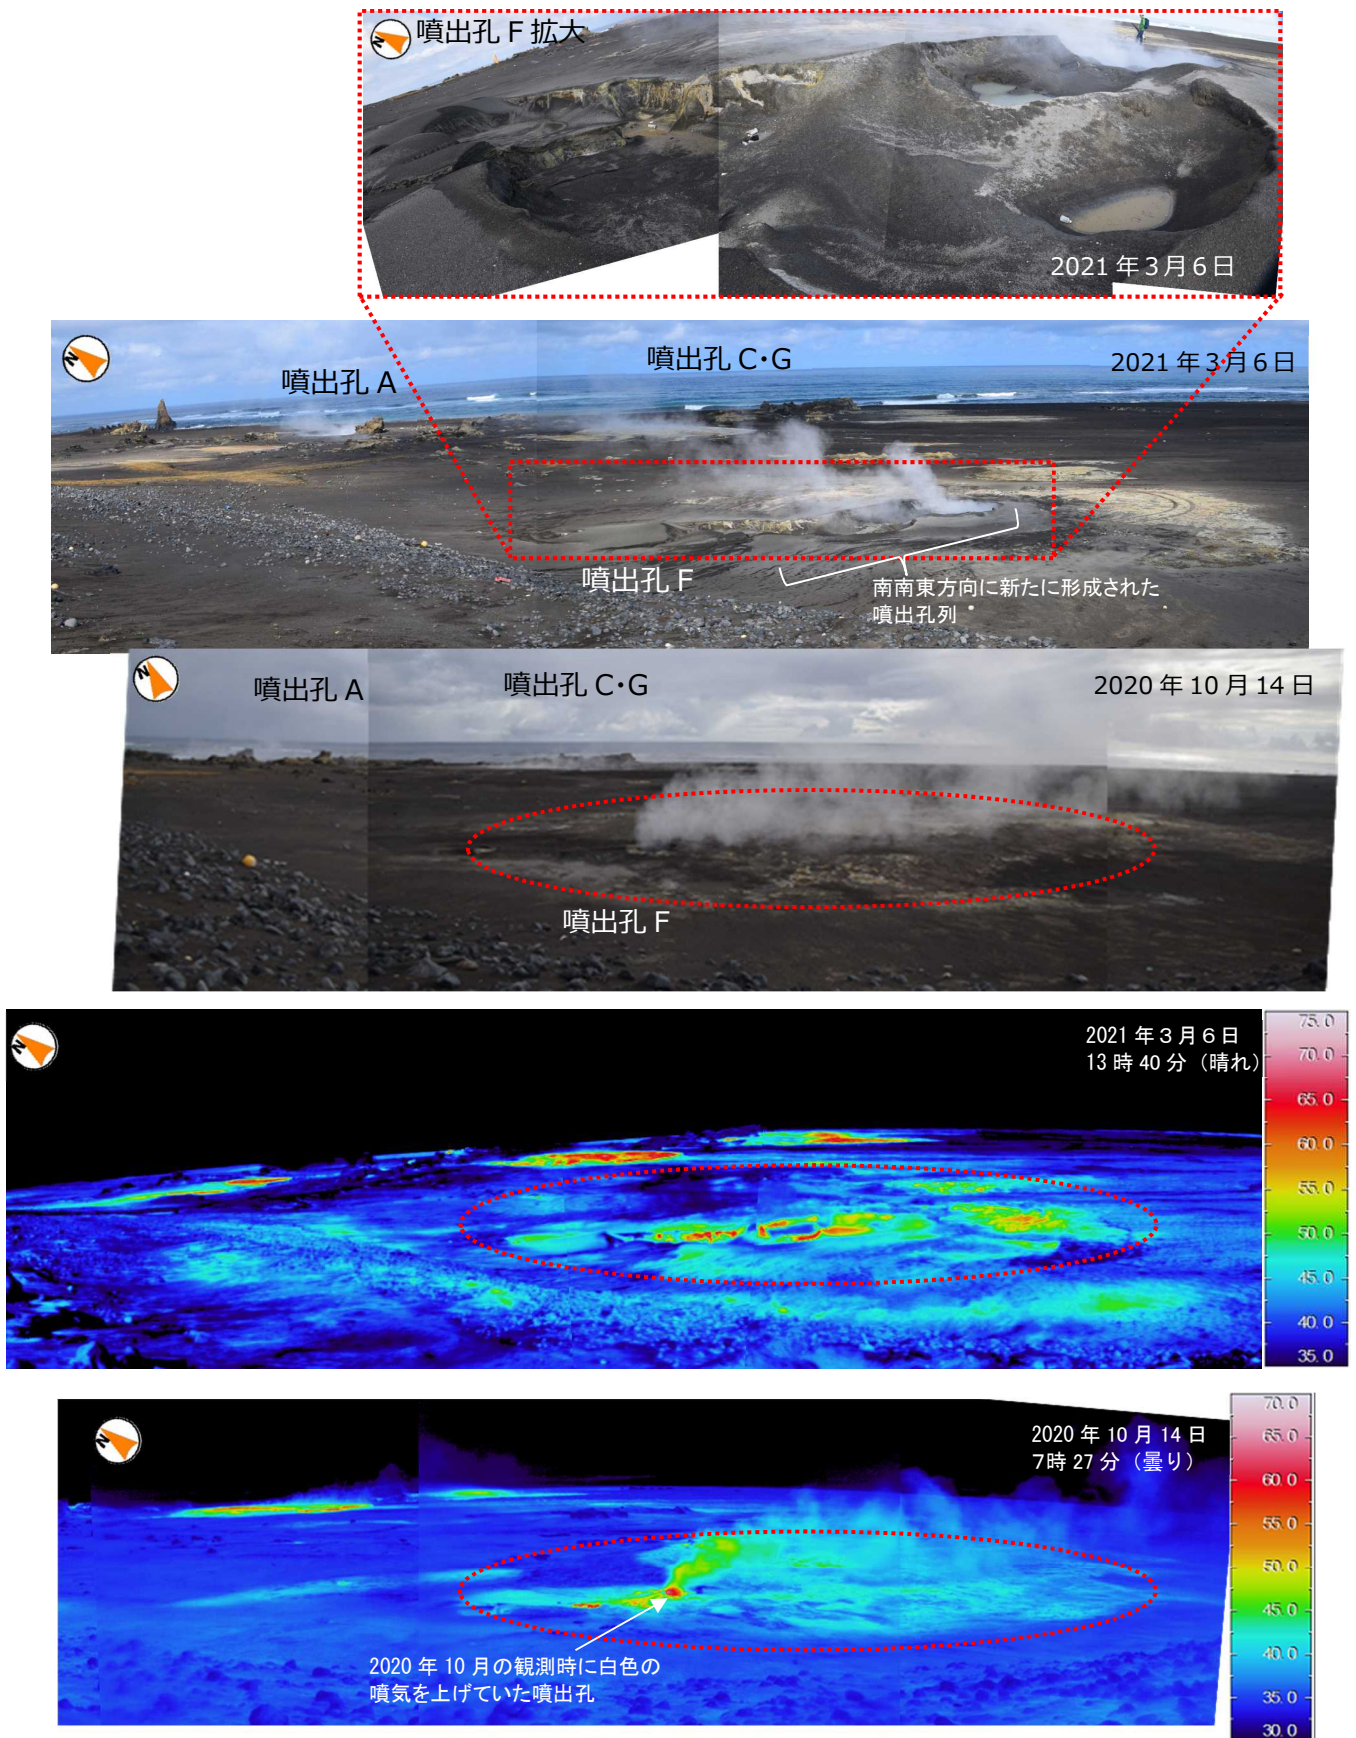 噴出孔 F 拡大
2021 年3月6日
噴出孔 A
噴出孔 C・G
2021 年3月6日
噴出孔 F
南南東方向に新たに形成された
噴出孔列
噴出孔 A
噴出孔 C・G
2020 年 10 月 14 日
噴出孔 F
2021 年３月６日
13 時 40 分（晴れ）
75.0
70.0
65.0
60.0
55.0
50.0
45.0
40.0
35.0
2020 年 10 月 14 日
7時 27 分（曇り）
70.0
65.0
60.0
55.0
50.0
45.0
40.0
35.0
30.0
2020 年 10 月の観測時に白色の
噴気を上げていた噴出孔
N
N
N
N
N